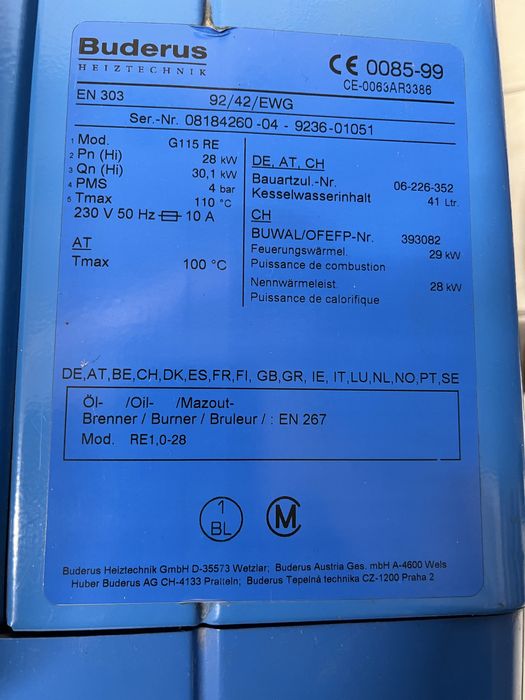 Buderus
HEIZTECHNIK
CE 0085-99
CE-0063AR3386
EN 303 92/42/EWG
Ser.-Nr. 08184260-04 - 9236-01051
1 Mod. G115 RE
2 Pn (Hi) 28 kW
3 Qn (Hi) 30,1 kW
4 PMS 4 bar
5 Tmax 110 °C
230 V 50 Hz 10 A
AT
Tmax 100 °C
DE, AT, CH
Bauartzul.-Nr. 06-226-352
Kesselwasserinhalt 41 Ltr.
CH
BUWAL/OFEFP-Nr. 393082
Feuerungswärmel. 29 kW
Puissance de combustion
Nennwärmeleist. 28 kW
Puissance de calorifique
DE,AT,BE,CH,DK,ES,FR,FI, GB,GR, IE, IT,LU,NL,NO,PT,SE
Öl- /Oil- /Mazout-
Brenner / Burner / Bruleur / : EN 267
Mod. RE1,0-28
1
BL
M
Buderus Heiztechnik GmbH D-35573 Wetzlar; Buderus Austria Ges. mbH A-4600 Wels
Huber Buderus AG CH-4133 Pratteln; Buderus Tepelná technika CZ-1200 Praha 2